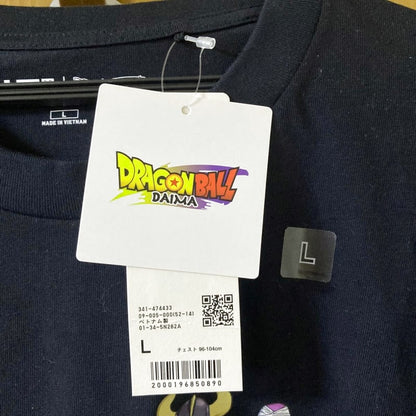 L
MADE IN VIETNAM
DRAGON BALL
DAIMA
L
341-474433
09-005-000(52-14)
ベトナム製
01-34-5N282A
L チェスト 96-104cm
2000196850890